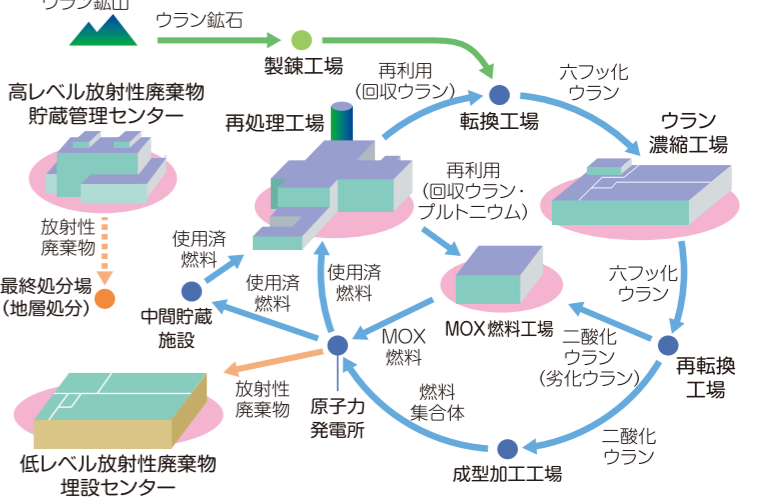 ウラン鉱山
ウラン鉱石
製錬工場
再利用
(回収ウラン)
転換工場
六フッ化
ウラン
ウラン
濃縮工場
高レベル放射性廃棄物
貯蔵管理センター
再処理工場
再利用
(回収ウラン・
プルトニウム)
放射性
廃棄物
最終処分場
(地層処分)
使用済
燃料
使用済
燃料
使用済
燃料
中間貯蔵
施設
MOX燃料工場
六フッ化
ウラン
MOX
燃料
二酸化
ウラン
(劣化ウラン)
再転換
工場
放射性
廃棄物
原子力
発電所
燃料
集合体
二酸化
ウラン
成型加工工場
低レベル放射性廃棄物
埋設センター